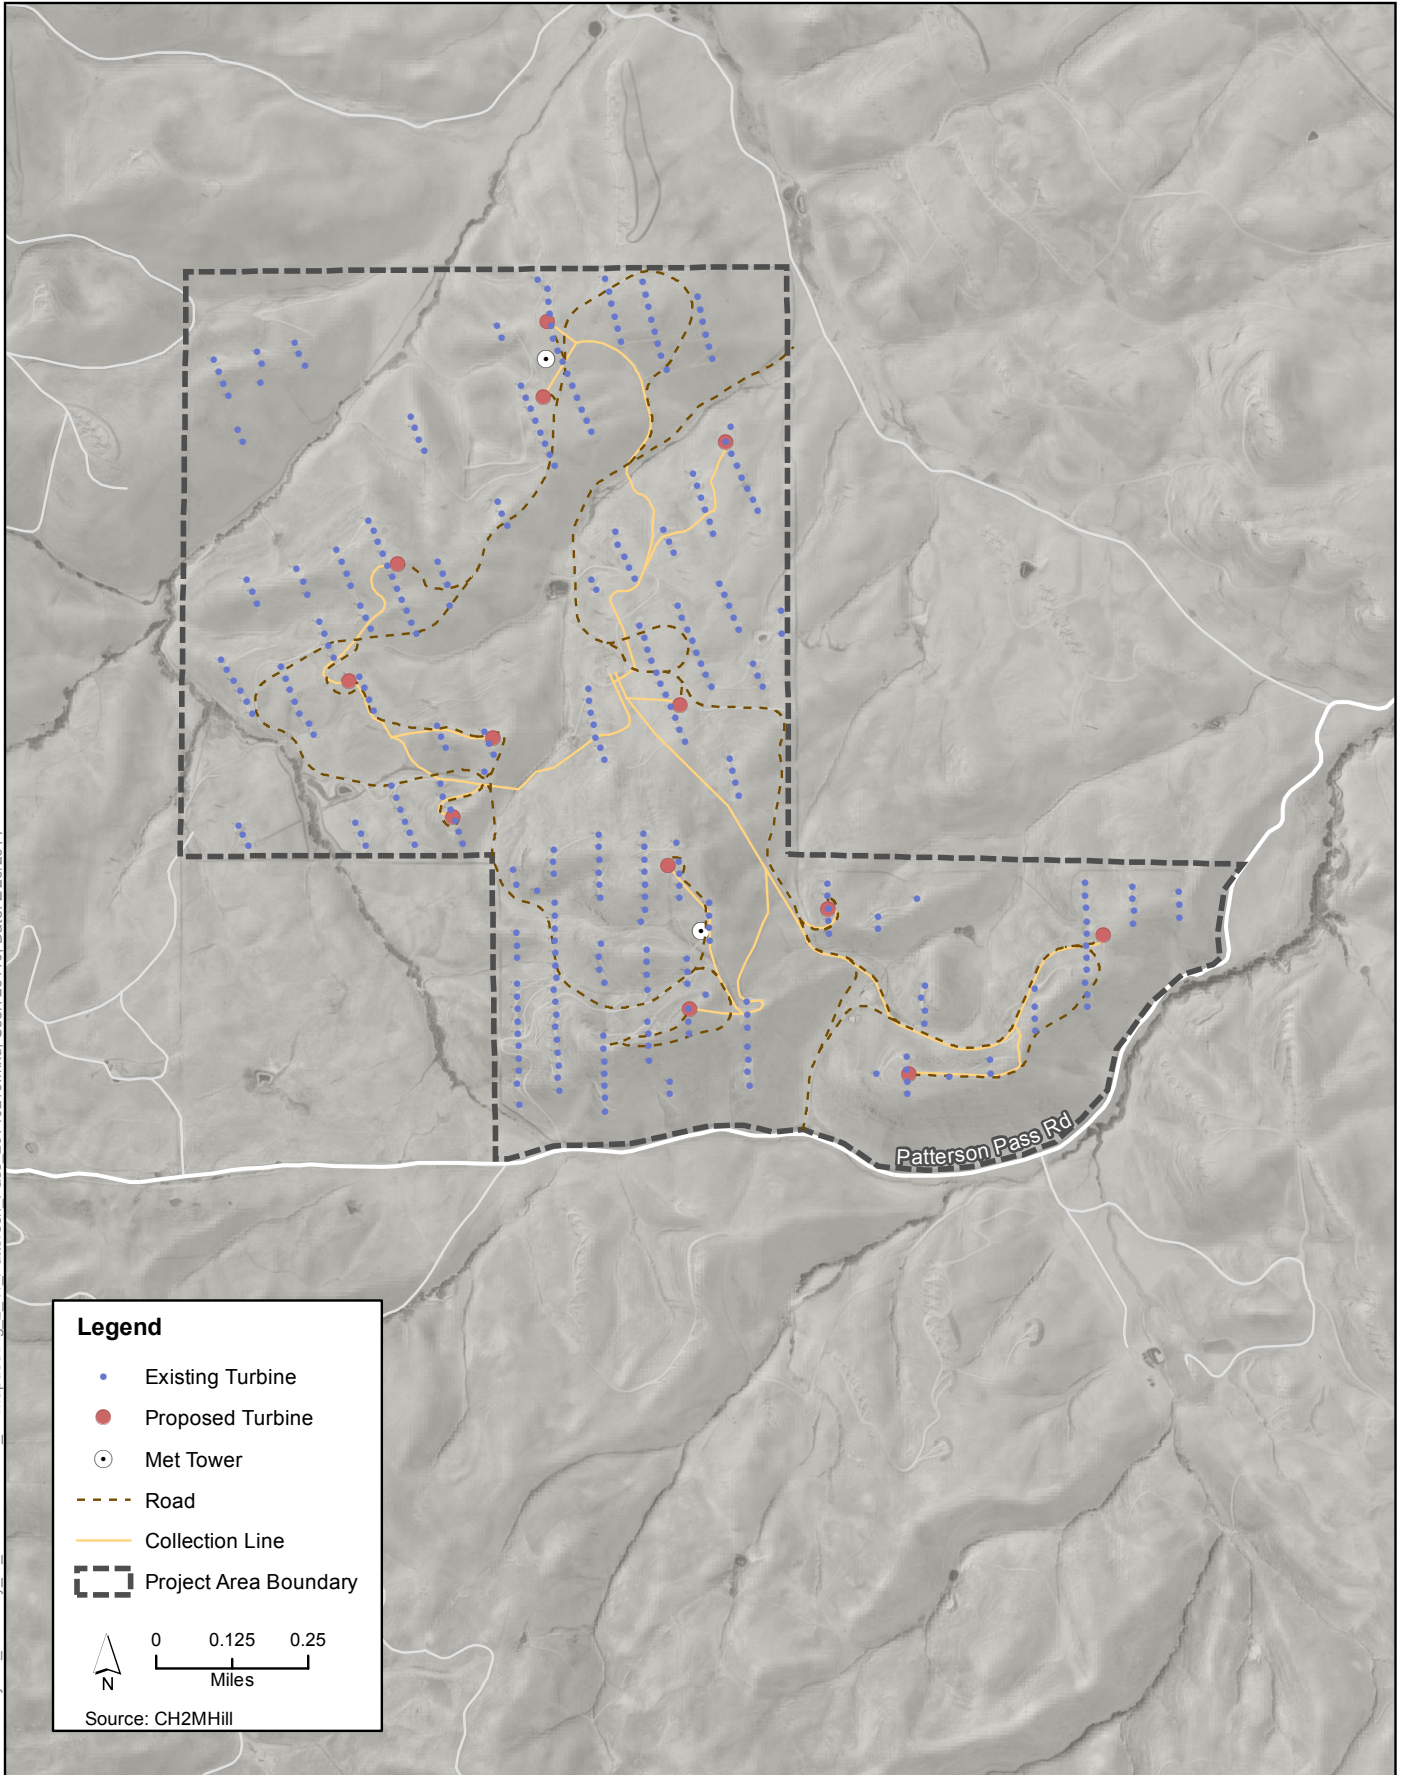 Patterson Pass Rd
Legend
Existing Turbine
Proposed Turbine
Met Tower
Road
Collection Line
Project Area Boundary
0 0.125 0.25
Miles
N
Source: CH2MHill